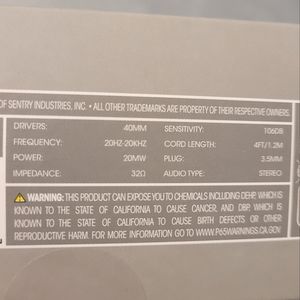 OF SENTRY INDUSTRIES, INC. • ALL OTHER TRADEMARKS ARE PROPERTY OF THEIR RESPECTIVE OWNERS.
DRIVERS: 40MM SENSITIVITY: 106DB
FREQUENCY: 20HZ-20KHZ CORD LENGTH: 4FT/1.2M
POWER: 20MW PLUG: 3.5MM
IMPEDANCE: 32Ω AUDIO TYPE: STEREO
WARNING: THIS PRODUCT CAN EXPOSE YOU TO CHEMICALS INCLUDING DEHP, WHICH IS
KNOWN TO THE STATE OF CALIFORNIA TO CAUSE CANCER, AND DBP, WHICH IS
KNOWN TO THE STATE OF CALIFORNIA TO CAUSE BIRTH DEFECTS OR OTHER
REPRODUCTIVE HARM. FOR MORE INFORMATION GO TO WWW.P65WARNINGS.CA.GOV